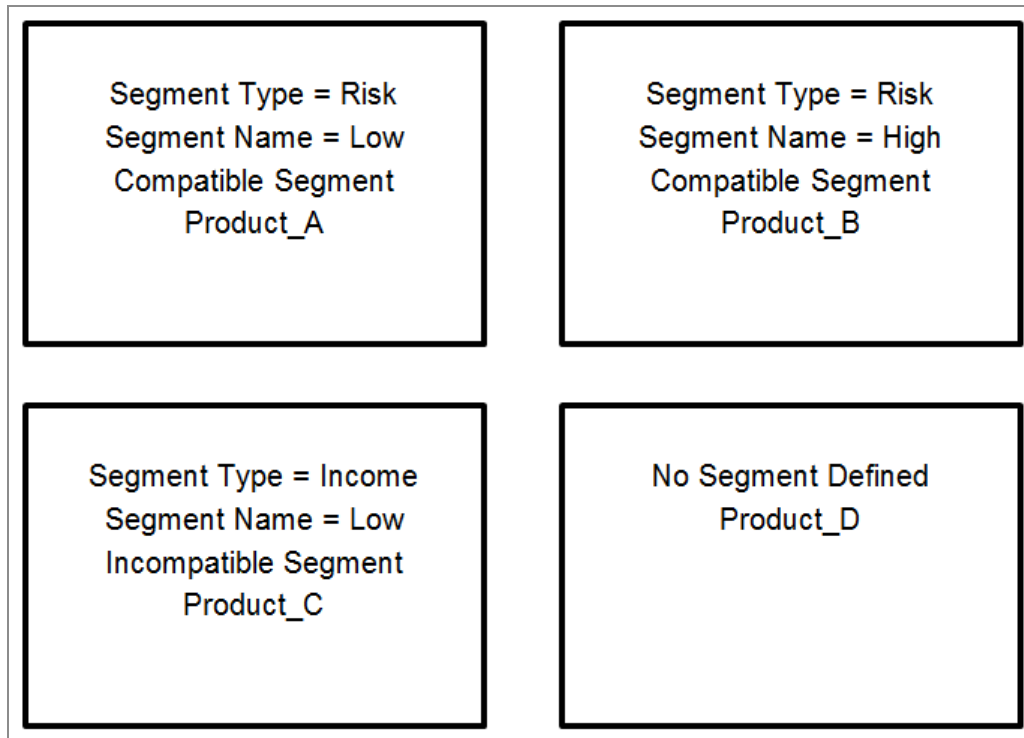 Segment Type = Risk
Segment Name = Low
Compatible Segment
Product_A
Segment Type = Risk
Segment Name = High
Compatible Segment
Product_B
Segment Type = Income
Segment Name = Low
Incompatible Segment
Product_C
No Segment Defined
Product_D